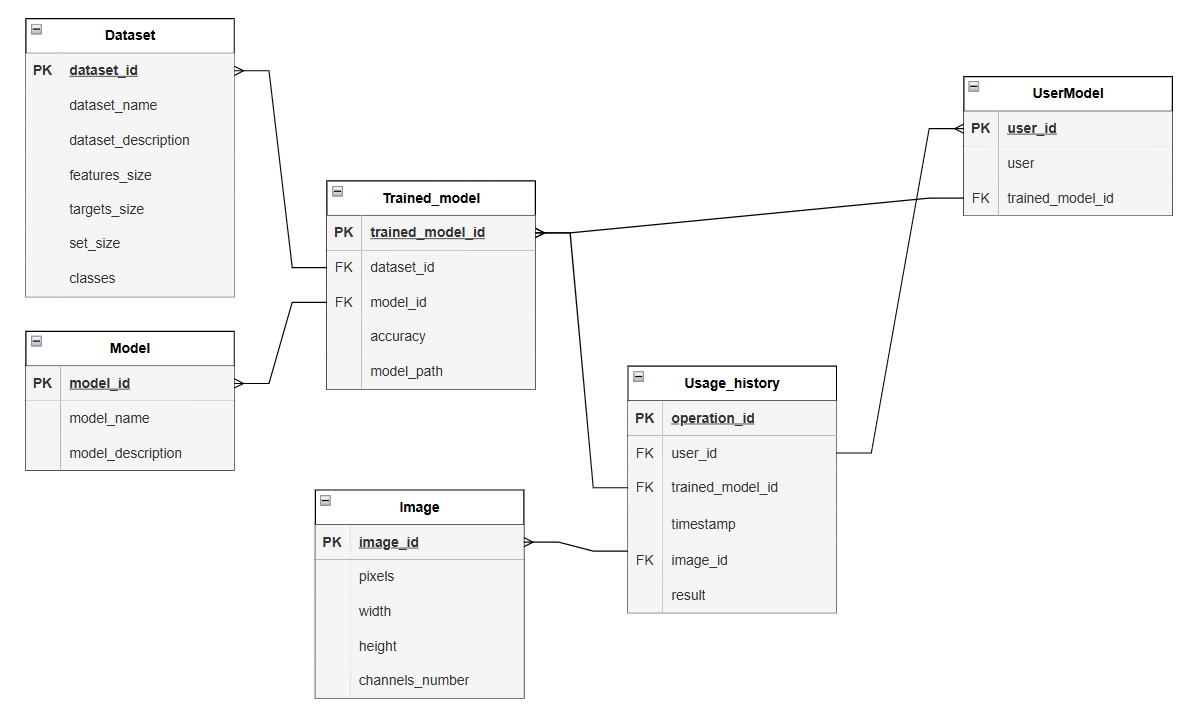 Dataset
PK dataset_id
dataset_name
dataset_description
features_size
targets_size
set_size
classes
Model
PK model_id
model_name
model_description
Trained_model
PK trained_model_id
FK dataset_id
FK model_id
accuracy
model_path
Image
PK image_id
pixels
width
height
channels_number
Usage_history
PK operation_id
FK user_id
FK trained_model_id
timestamp
FK image_id
result
UserModel
PK user_id
user
FK trained_model_id